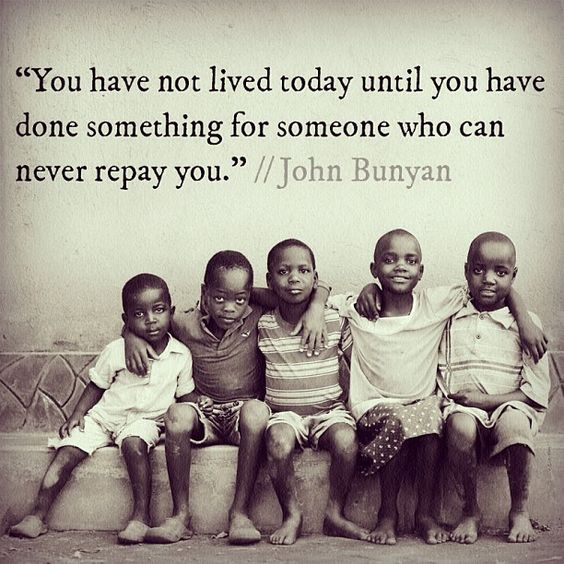 “You have not lived today until you have
done something for someone who can
never repay you.” // John Bunyan